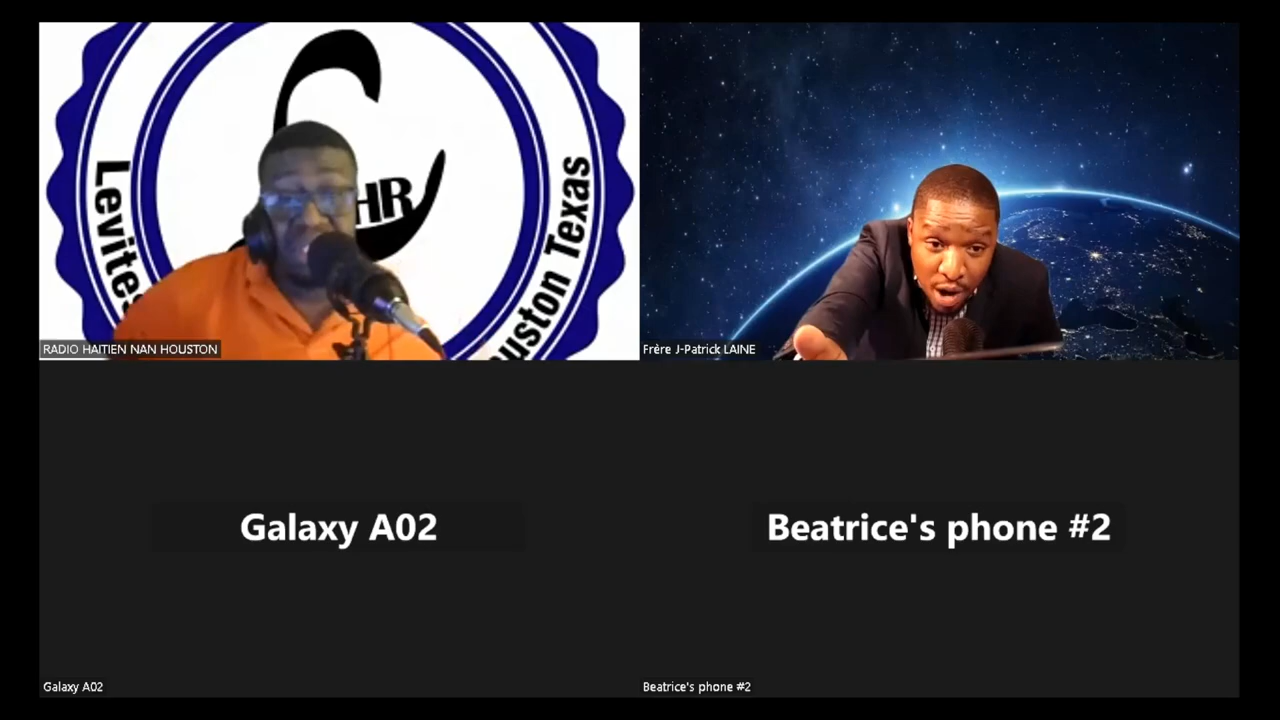 Levites
HR
Houston Texas
RADIO HAITIEN NAN HOUSTON
Frère J-Patrick LAINE
Galaxy A02
Beatrice's phone #2
Galaxy A02
Beatrice's phone #2